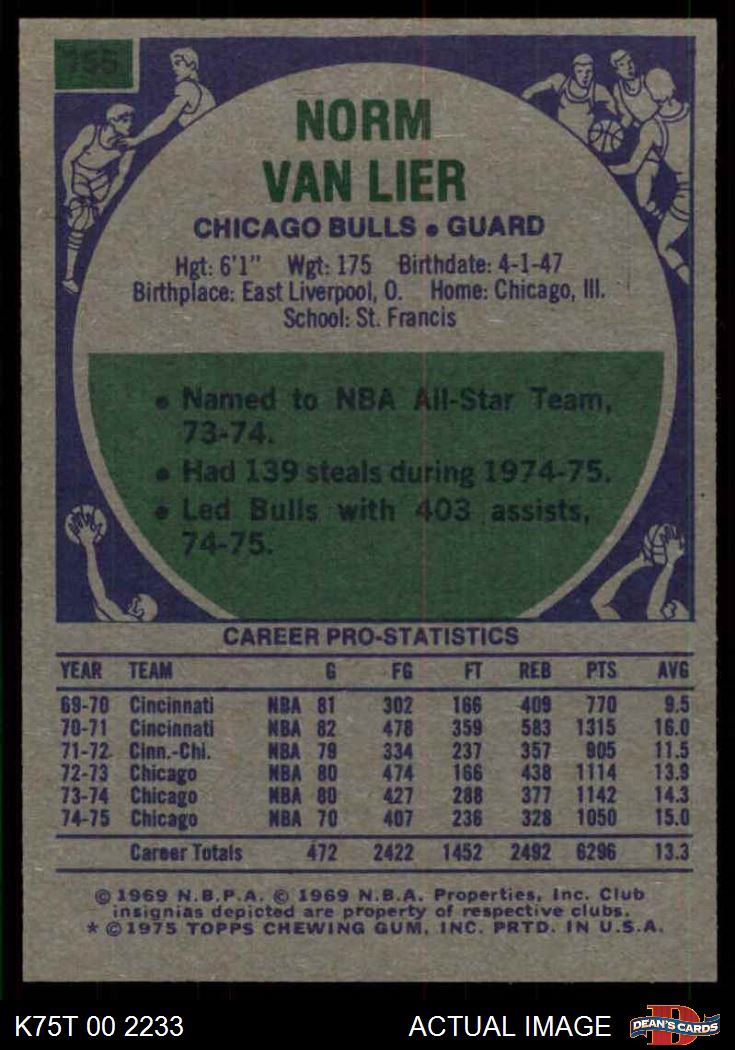 155
NORM
VAN LIER
CHICAGO BULLS • GUARD
Hgt: 6'1" Wgt: 175 Birthdate: 4-1-47
Birthplace: East Liverpool, O. Home: Chicago, Ill.
School: St. Francis
• Named to NBA All-Star Team,
73-74.
• Had 139 steals during 1974-75.
• Led Bulls with 403 assists,
74-75.
CAREER PRO-STATISTICS
YEAR TEAM G FG FT REB PTS AVG
69-70 Cincinnati NBA 81 302 166 409 770 9.5
70-71 Cincinnati NBA 82 478 359 583 1315 16.0
71-72 Cinn.-Chi. NBA 79 334 237 357 905 11.5
72-73 Chicago NBA 80 474 166 438 1114 13.9
73-74 Chicago NBA 80 427 288 377 1142 14.3
74-75 Chicago NBA 70 407 236 328 1050 15.0
Career Totals 472 2422 1452 2492 6296 13.3
© 1969 N.B.P.A. © 1969 N.B.A. Properties, Inc. Club
insignias depicted are property of respective clubs.
* © 1975 TOPPS CHEWING GUM, INC. PRTD. IN U.S.A.
K75T 00 2233 ACTUAL IMAGE D DEAN'S CARDS